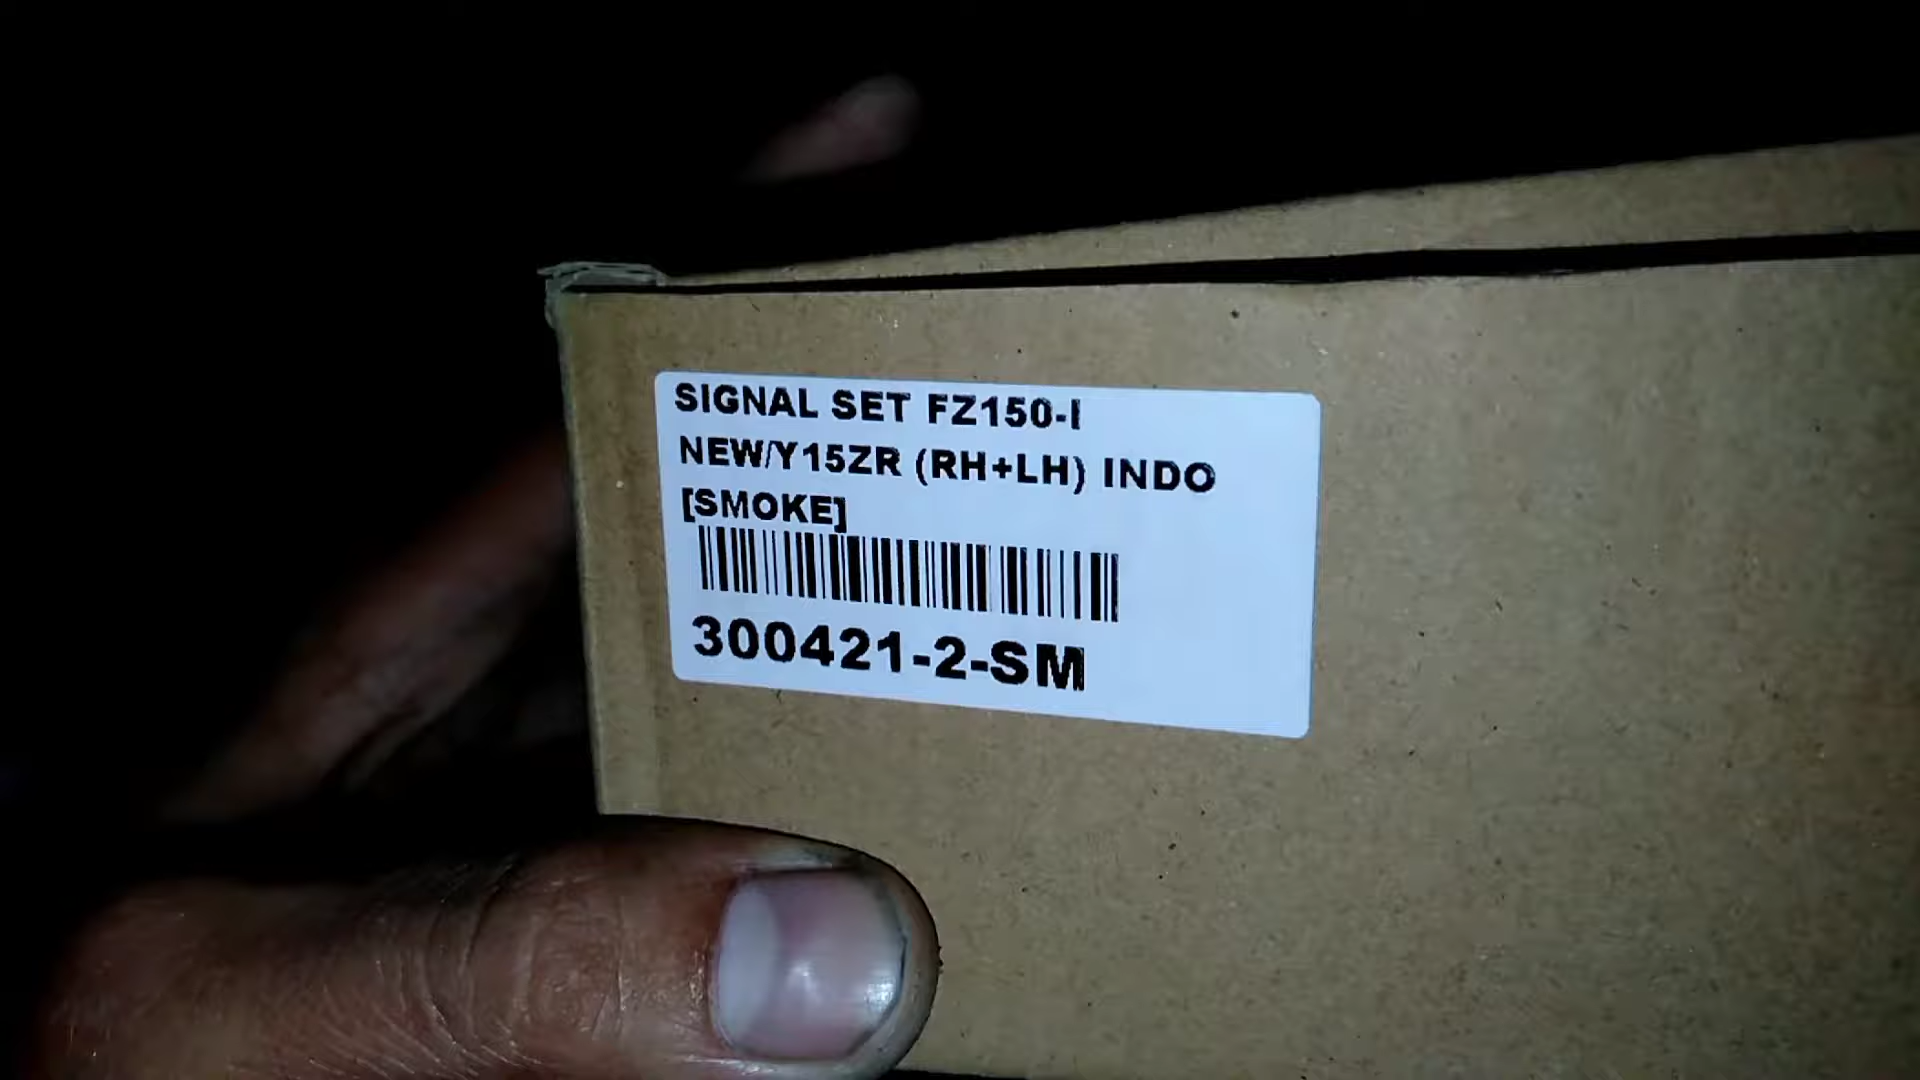 SIGNAL SET FZ150-I
NEW/Y15ZR (RH+LH) INDO
[SMOKE]
300421-2-SM